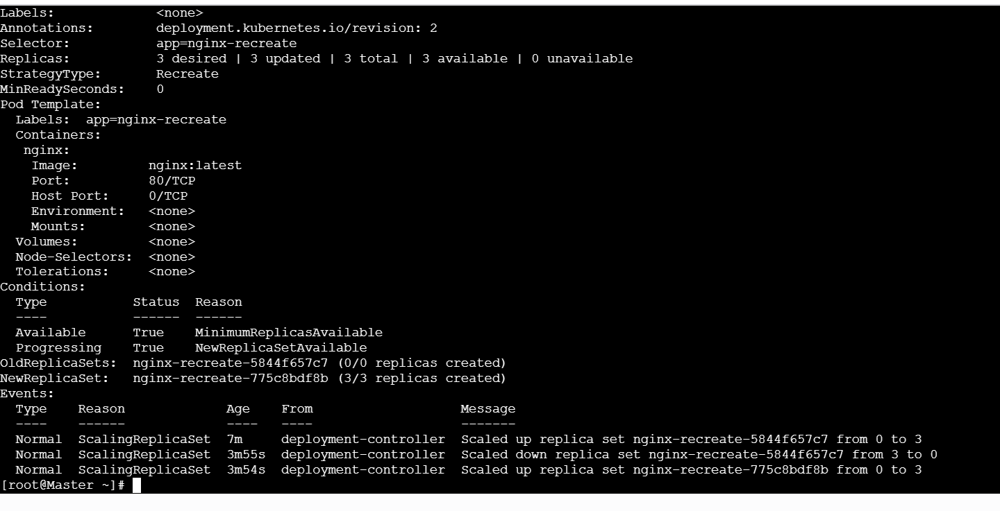 Labels:             <none>
Annotations:        deployment.kubernetes.io/revision: 2
Selector:           app=nginx-recreate
Replicas:           3 desired | 3 updated | 3 total | 3 available | 0 unavailable
StrategyType:       Recreate
MinReadySeconds:    0
Pod Template:
  Labels:  app=nginx-recreate
  Containers:
   nginx:
    Image:         nginx:latest
    Port:          80/TCP
    Host Port:     0/TCP
    Environment:   <none>
    Mounts:        <none>
  Volumes:         <none>
  Node-Selectors:  <none>
  Tolerations:     <none>
Conditions:
  Type           Status  Reason
  ----           ------  ------
  Available      True    MinimumReplicasAvailable
  Progressing    True    NewReplicaSetAvailable
OldReplicaSets:  nginx-recreate-5844f657c7 (0/0 replicas created)
NewReplicaSet:   nginx-recreate-775c8bdf8b (3/3 replicas created)
Events:
  Type    Reason             Age    From                   Message
  ----    ------             ----   ----                   -------
  Normal  ScalingReplicaSet  7m     deployment-controller  Scaled up replica set nginx-recreate-5844f657c7 from 0 to 3
  Normal  ScalingReplicaSet  3m55s  deployment-controller  Scaled down replica set nginx-recreate-5844f657c7 from 3 to 0
  Normal  ScalingReplicaSet  3m54s  deployment-controller  Scaled up replica set nginx-recreate-775c8bdf8b from 0 to 3
[root@Master ~]#